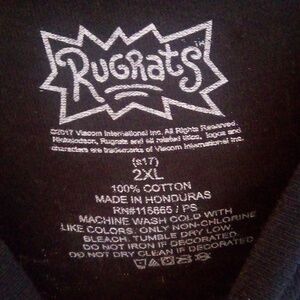 RUGRATS
©2017 Viacom International Inc. All Rights Reserved.
Nickelodeon, Rugrats and all related titles, logos and
characters are trademarks of Viacom International Inc.
(s17)
2XL
100% COTTON
MADE IN HONDURAS
RN#115665 / PS
MACHINE WASH COLD WITH
LIKE COLORS. ONLY NON-CHLORINE
BLEACH. TUMBLE DRY LOW.
DO NOT IRON IF DECORATED
DO NOT DRY CLEAN IF DECORATED